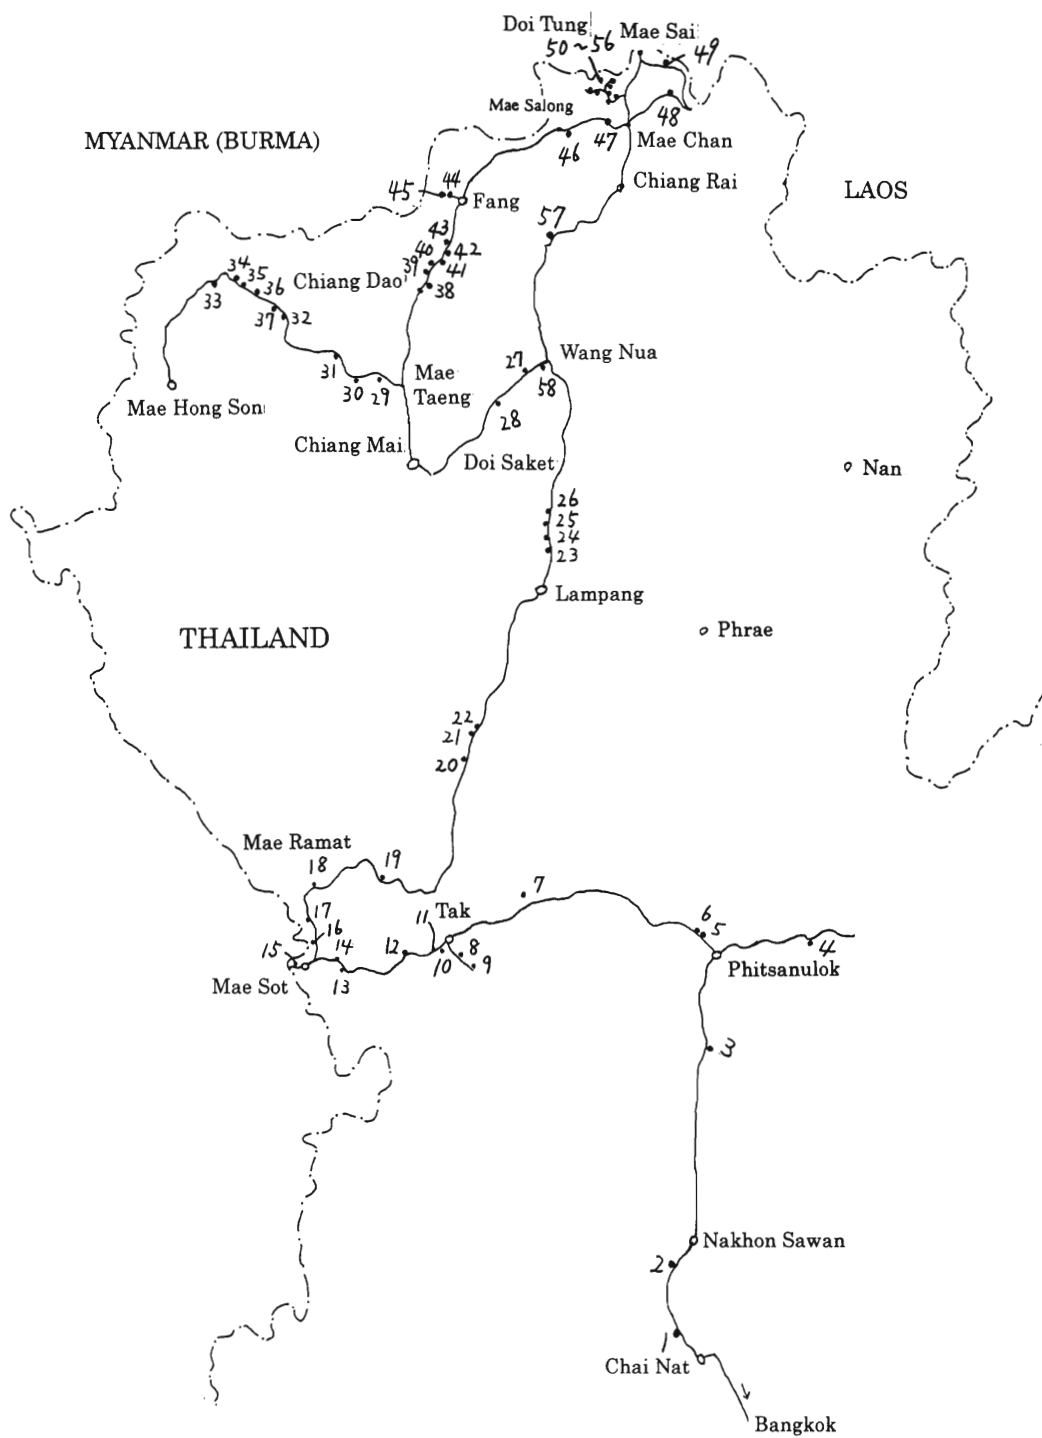 Doi Tung
Mae Sai
50~56
49
Mae Salong
48
MYANMAR (BURMA)
47
46
Mae Chan
45
44
Fang
Chiang Rai
LAOS
57
43
42
40
41
39
38
34
35
36
33
37
32
Chiang Dao
Wang Nua
27
58
31
30
29
Mae
Taeng
28
Mae Hong Son
Chiang Mai
Doi Saket
Nan
26
25
24
23
Lampang
THAILAND
Phrae
22
21
20
Mae Ramat
18
19
7
17
11
Tak
6
5
16
15
14
12
10
8
9
4
Mae Sot
13
Phitsanulok
3
Nakhon Sawan
2
1
Chai Nat
Bangkok